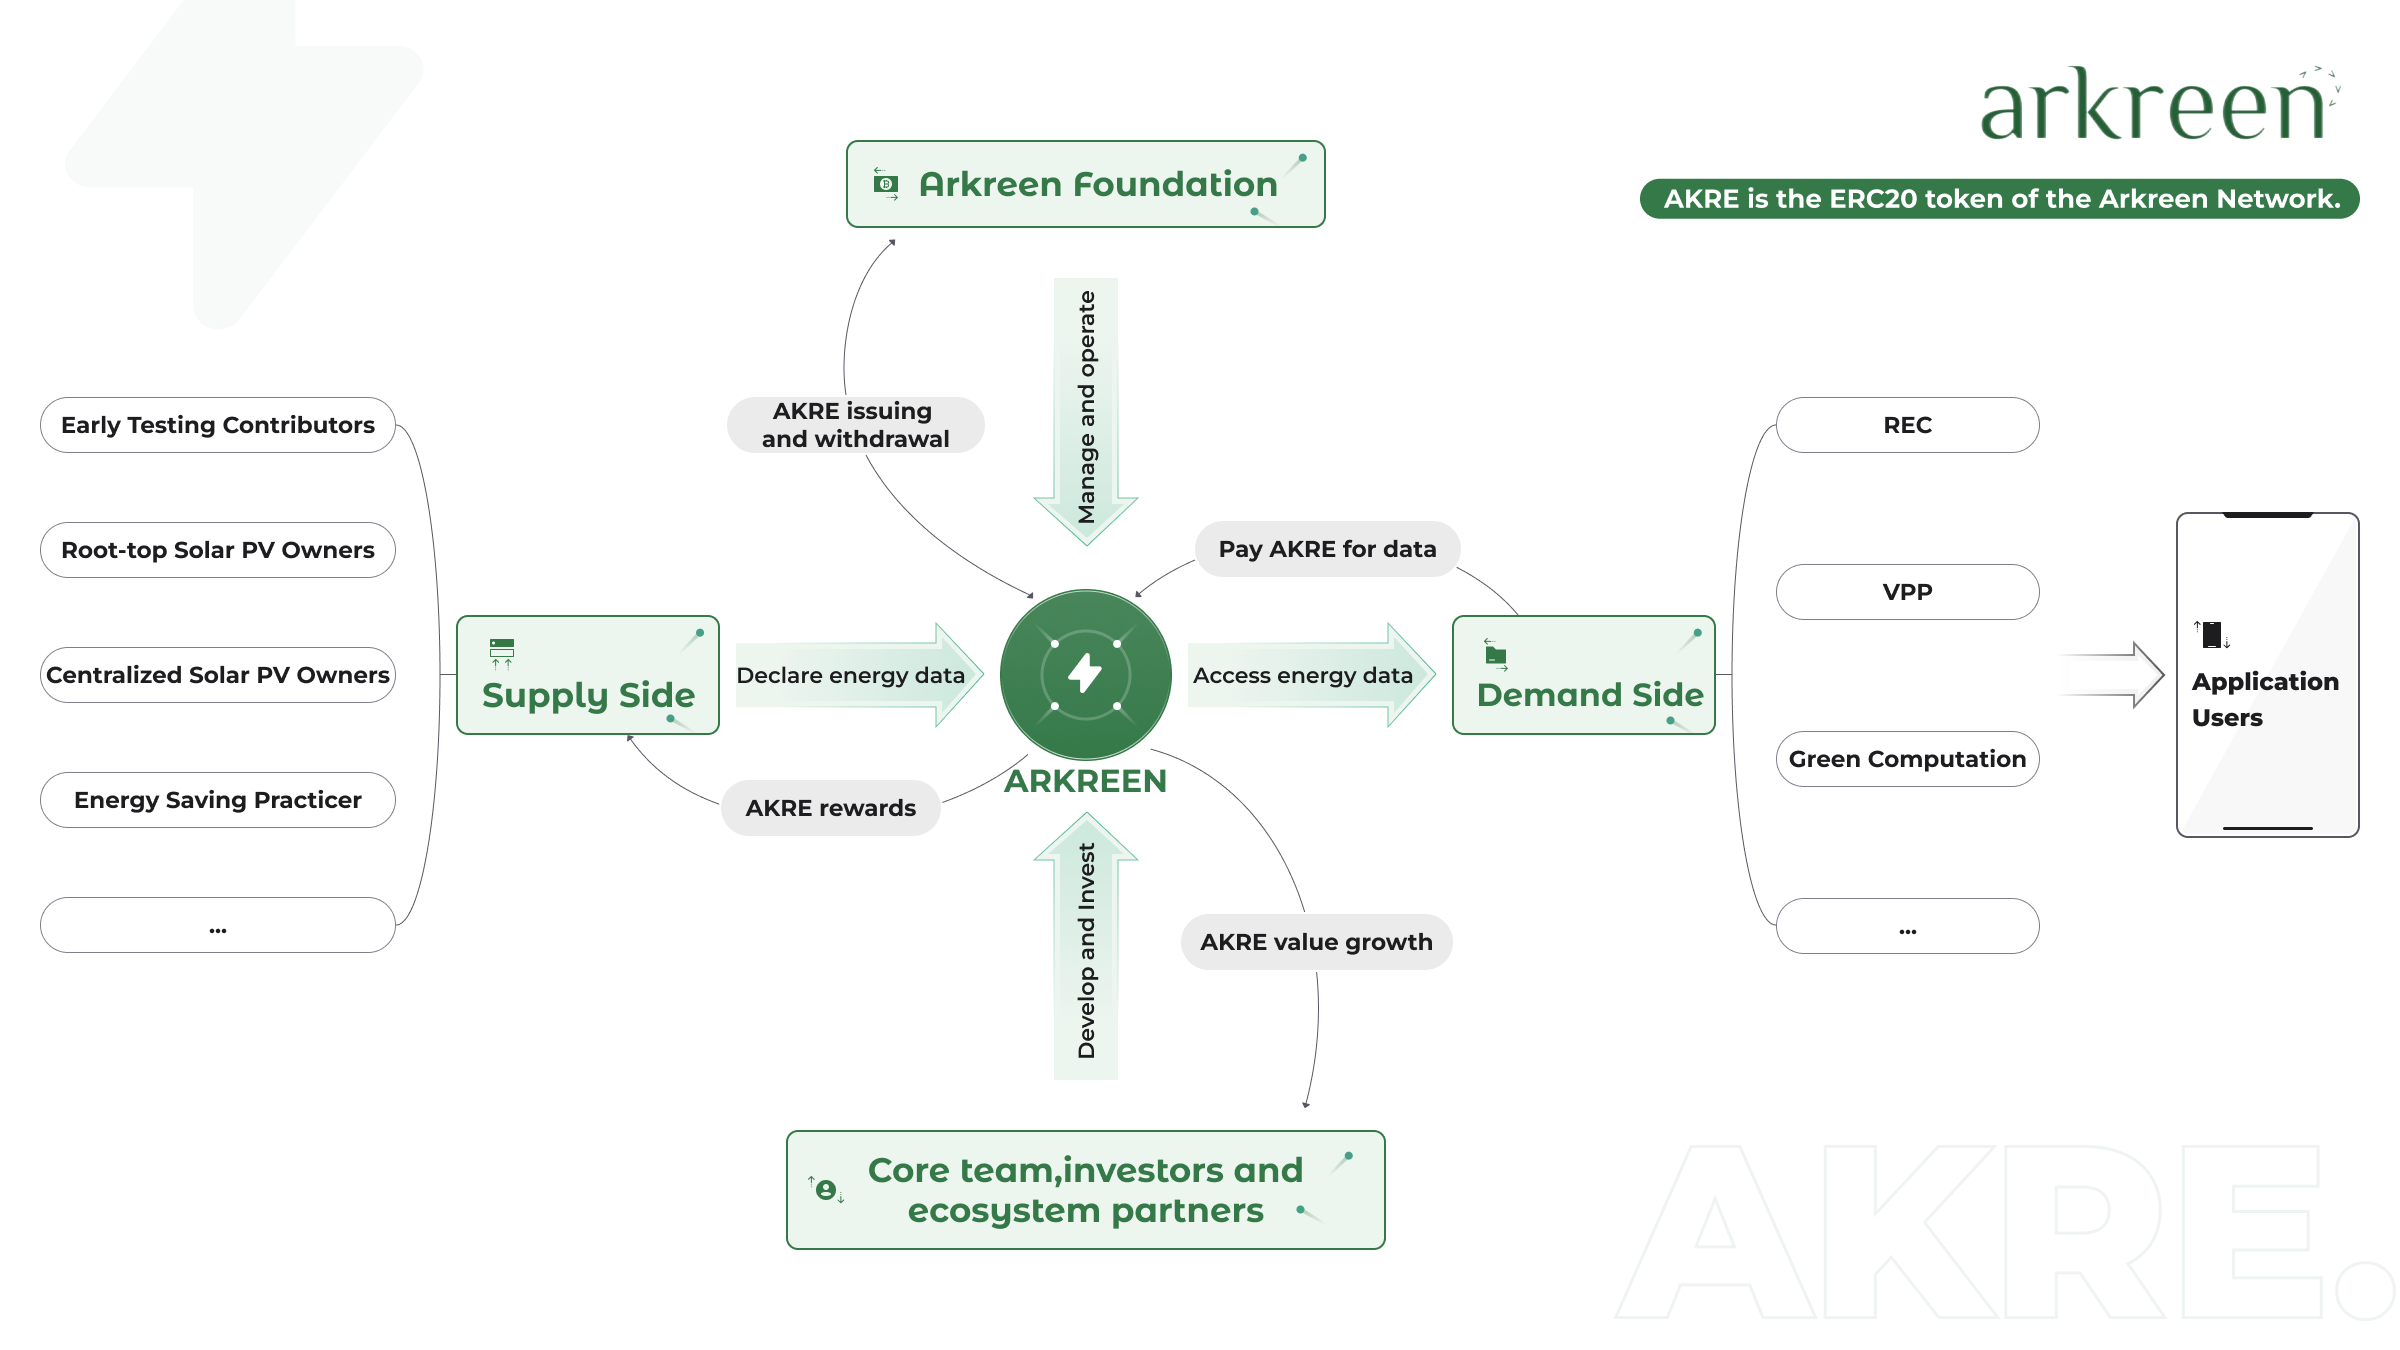 arkreen
AKRE is the ERC20 token of the Arkreen Network.
Arkreen Foundation
Manage and operate
AKRE issuing
and withdrawal
Early Testing Contributors
Root-top Solar PV Owners
Centralized Solar PV Owners
Energy Saving Practicer
...
Supply Side
Declare energy data
AKRE rewards
ARKREEN
Pay AKRE for data
Access energy data
Demand Side
REC
VPP
Green Computation
...
Application
Users
Develop and Invest
AKRE value growth
Core team,investors and
ecosystem partners
AKRE.